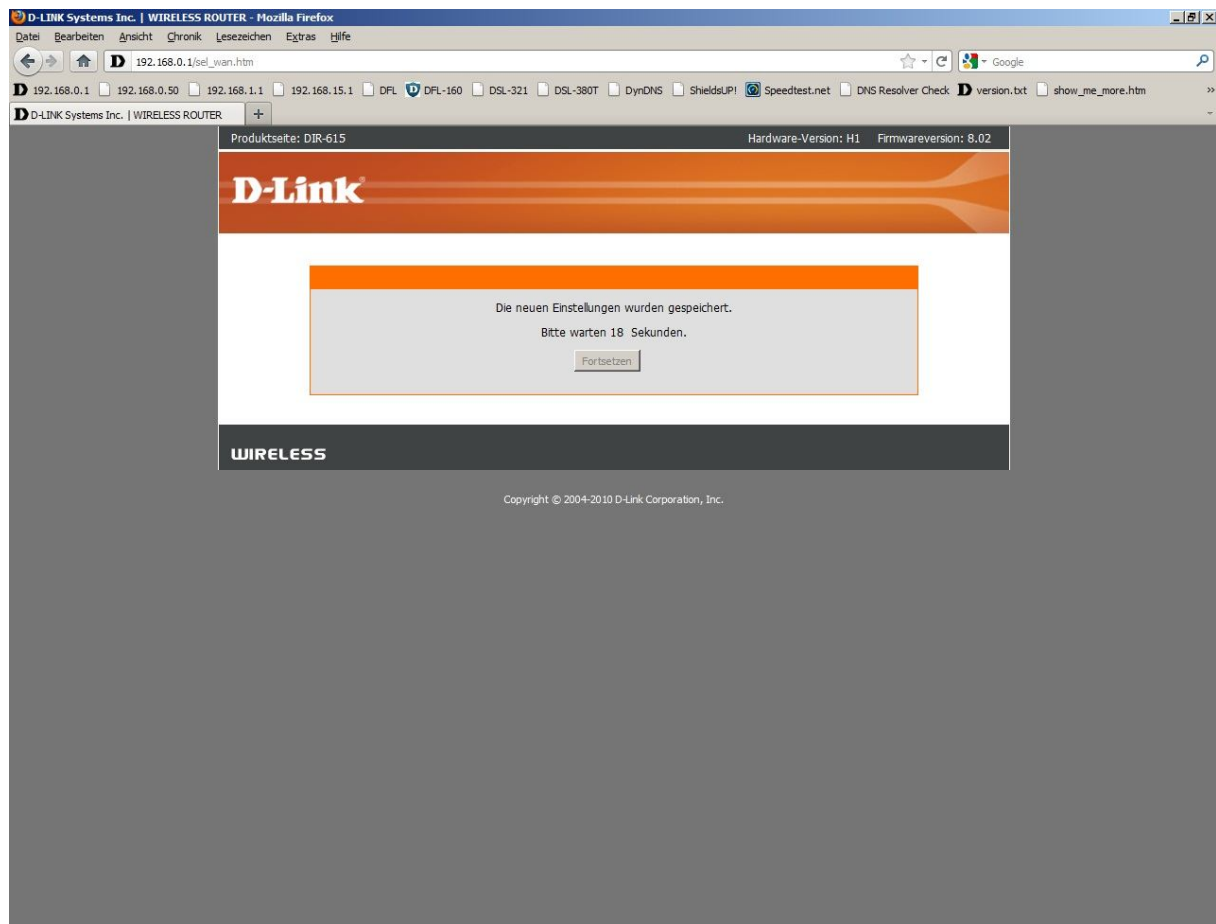 D-LINK Systems Inc. | WIRELESS ROUTER - Mozilla Firefox
Datei Bearbeiten Ansicht Chronik Lesezeichen Extras Hilfe
192.168.0.1/sel_wan.htm Google
192.168.0.1 192.168.0.50 192.168.1.1 192.168.15.1 DFL DFL-160 DSL-321 DSL-380T DynDNS ShieldsUP! Speedtest.net DNS Resolver Check version.txt show_me_more.htm »
D-LINK Systems Inc. | WIRELESS ROUTER +
Produktseite: DIR-615 Hardware-Version: H1 Firmwareversion: 8.02
D-Link
Die neuen Einstellungen wurden gespeichert.
Bitte warten 18 Sekunden.
Fortsetzen
WIRELESS
Copyright © 2004-2010 D-Link Corporation, Inc.